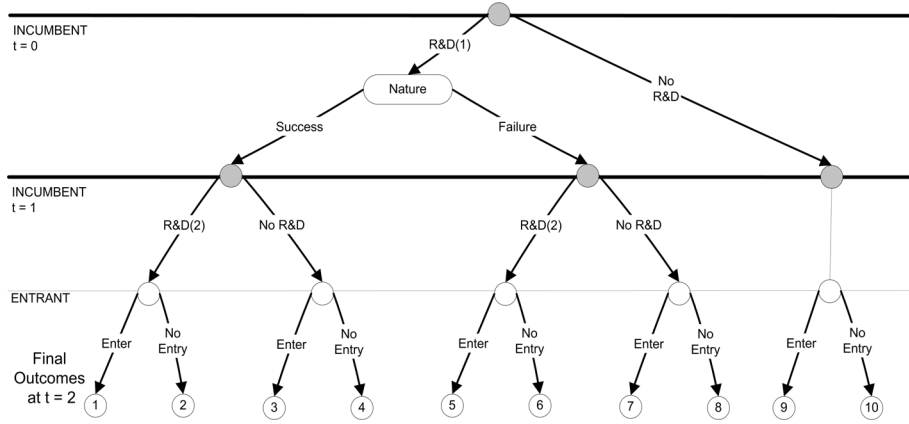 INCUMBENT
t = 0
R&D(1)
No
R&D
Nature
Success
Failure
INCUMBENT
t = 1
R&D(2)
No R&D
R&D(2)
No R&D
ENTRANT
Enter
No
Entry
Enter
No
Entry
Enter
No
Entry
Enter
No
Entry
Enter
No
Entry
Final
Outcomes
at t = 2
1
2
3
4
5
6
7
8
9
10